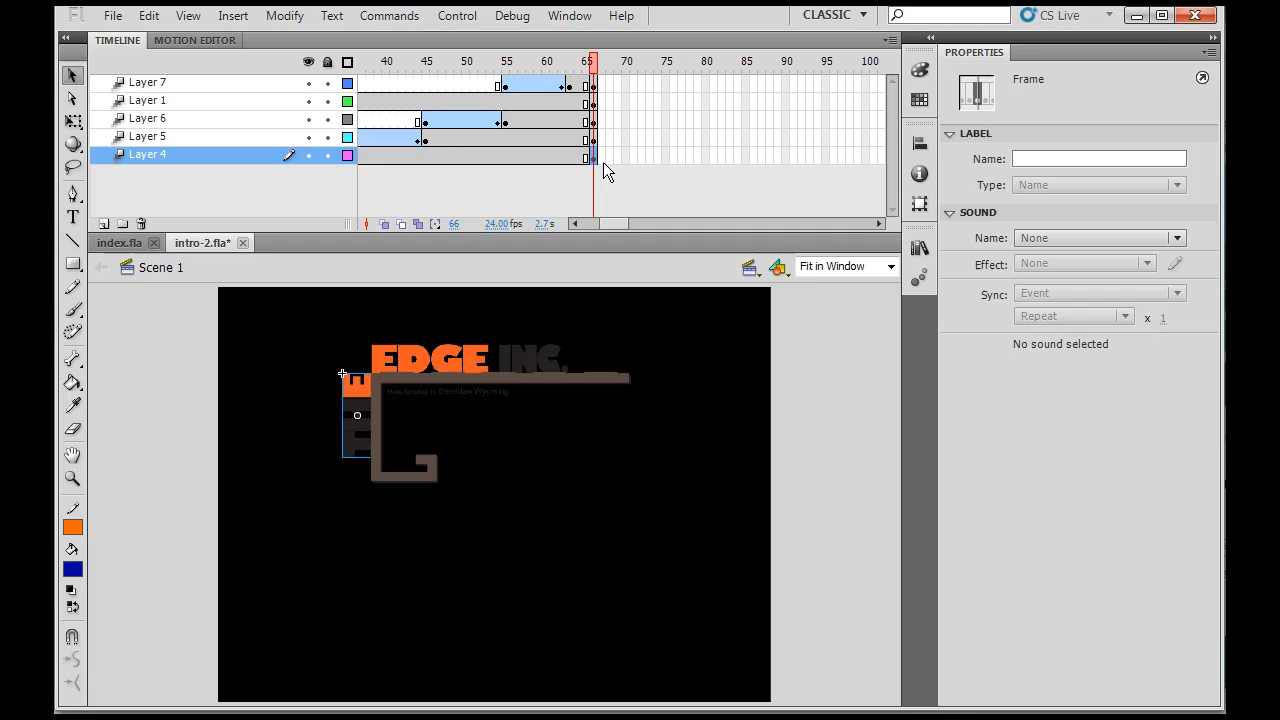 Fl File Edit View Insert Modify Text Commands Control Debug Window Help CLASSIC CS Live
TIMELINE MOTION EDITOR
40 45 50 55 60 65 70 75 80 85 90 95 100
Layer 7
Layer 1
Layer 6
Layer 5
Layer 4
66 24.00 fps 2.7 s
index.fla intro-2.fla*
Scene 1 Fit in Window
EDGE INC.
Sheridan Wyoming
PROPERTIES
Frame
LABEL
Name:
Type: Name
SOUND
Name: None
Effect: None
Sync: Event
Repeat x 1
No sound selected